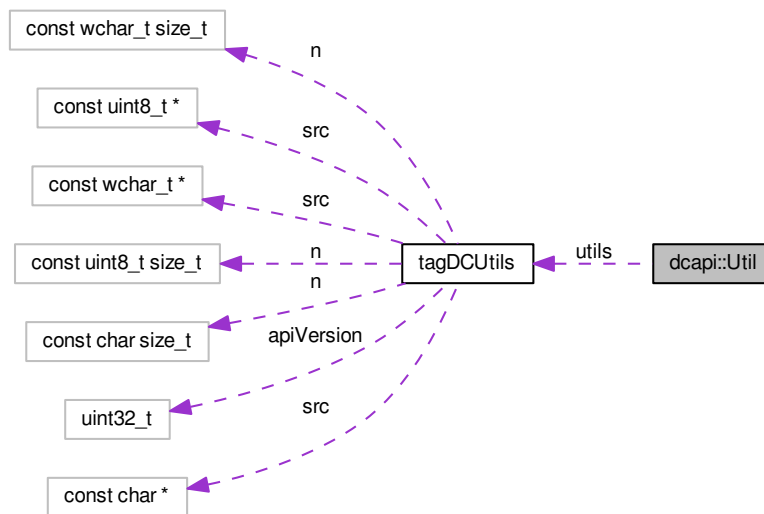 const wchar_t size_t
n
const uint8_t *
src
const wchar_t *
src
const uint8_t size_t
n
tagDCUtils
utils
dcapi::Util
n
const char size_t
apiVersion
uint32_t
src
const char *